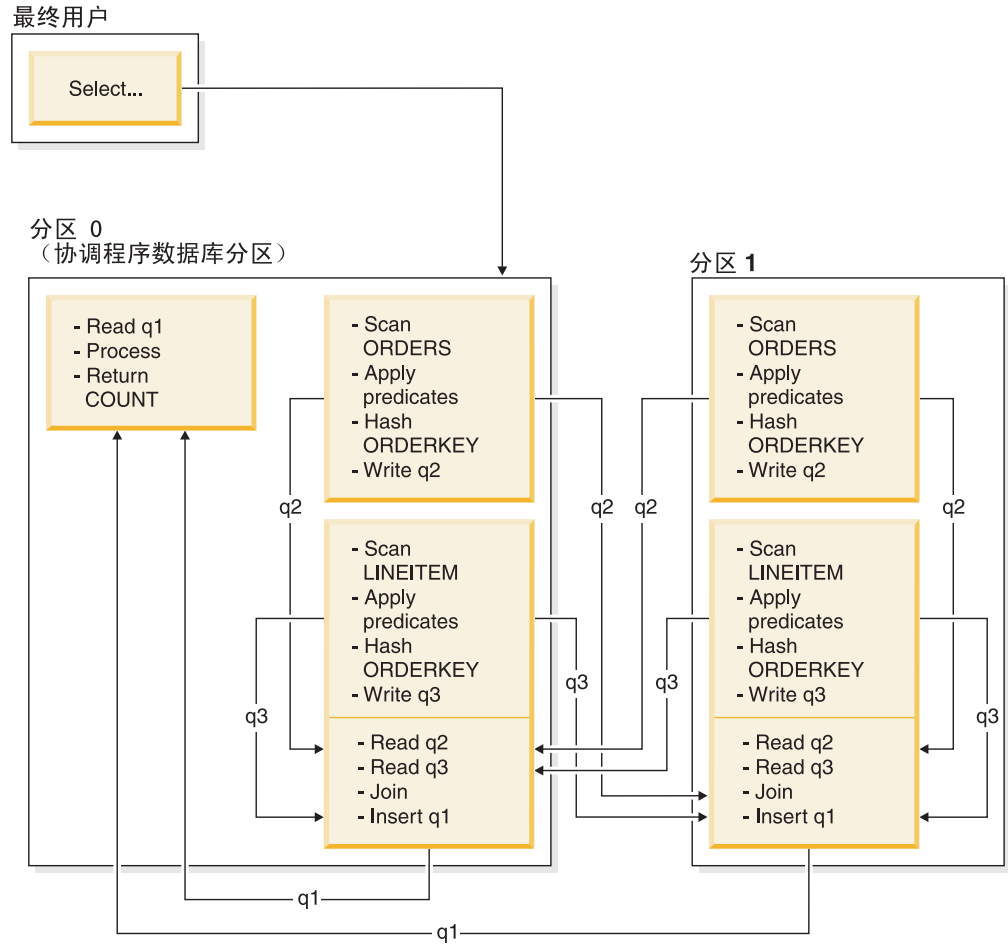 最终用户
Select...
分区 0
（协调程序数据库分区）
- Read q1
- Process
- Return
COUNT
- Scan
ORDERS
- Apply
predicates
- Hash
ORDERKEY
- Write q2
分区 1
- Scan
ORDERS
- Apply
predicates
- Hash
ORDERKEY
- Write q2
q2
q2
q2
q2
- Scan
LINEITEM
- Apply
predicates
- Hash
ORDERKEY
- Write q3
- Scan
LINEITEM
- Apply
predicates
- Hash
ORDERKEY
- Write q3
q3
q3
q3
q3
- Read q2
- Read q3
- Join
- Insert q1
- Read q2
- Read q3
- Join
- Insert q1
q1
q1